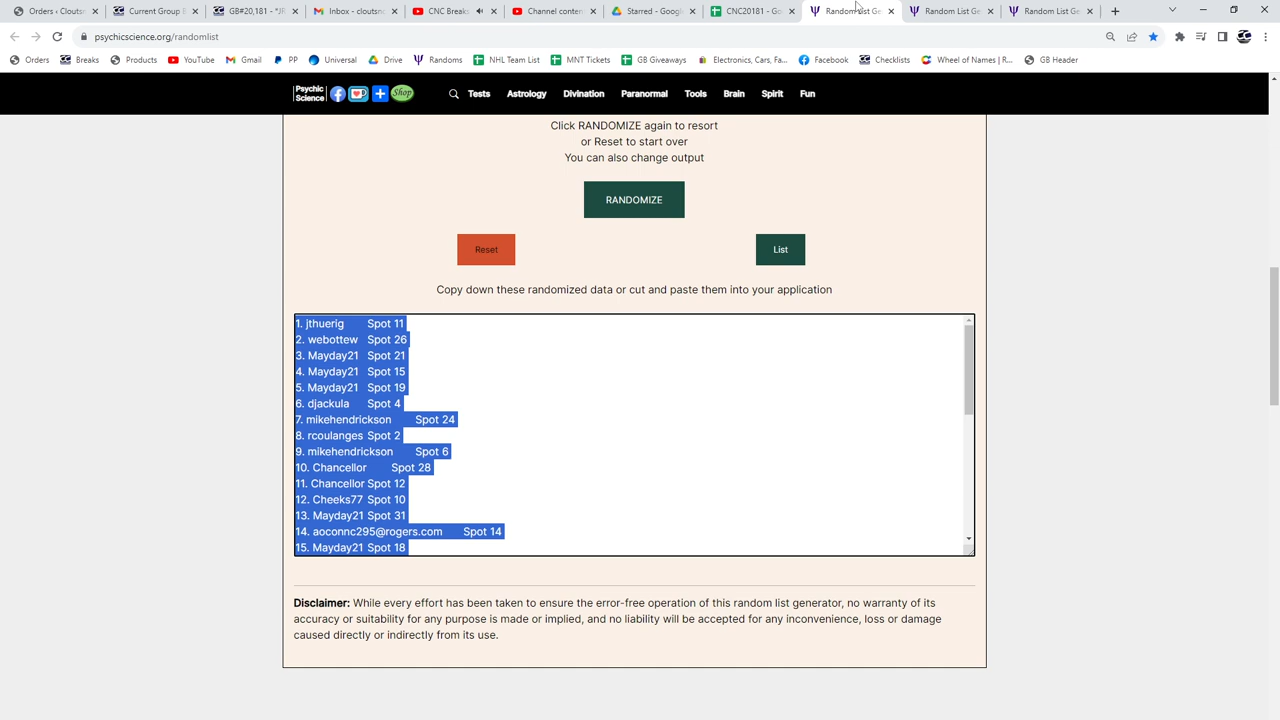 Orders < Cloutsno
Current Group B
GB#20,181 - *JR
Inbox - cloutsnc
CNC Breaks
Channel conten
Starred - Google
CNC20181 - Go
Random List Ge
Random List Ge
Random List Ge
psychicscience.org/randomlist
Orders
Breaks
Products
YouTube
Gmail
PP
Universal
Drive
Randoms
NHL Team List
MNT Tickets
GB Giveaways
Electronics, Cars, Fa...
Facebook
Checklists
Wheel of Names | R...
GB Header
Psychic
Science
Shop
Tests
Astrology
Divination
Paranormal
Tools
Brain
Spirit
Fun
Click RANDOMIZE again to resort
or Reset to start over
You can also change output
RANDOMIZE
Reset
List
Copy down these randomized data or cut and paste them into your application
1. jthuerig Spot 11
2. webottew Spot 26
3. Mayday21 Spot 21
4. Mayday21 Spot 15
5. Mayday21 Spot 19
6. djackula Spot 4
7. mikehendrickson Spot 24
8. rcoulanges Spot 2
9. mikehendrickson Spot 6
10. Chancellor Spot 28
11. Chancellor Spot 12
12. Cheeks77 Spot 10
13. Mayday21 Spot 31
14. aoconnc295@rogers.com Spot 14
15. Mayday21 Spot 18
Disclaimer: While every effort has been taken to ensure the error-free operation of this random list generator, no warranty of its
accuracy or suitability for any purpose is made or implied, and no liability will be accepted for any inconvenience, loss or damage
caused directly or indirectly from its use.